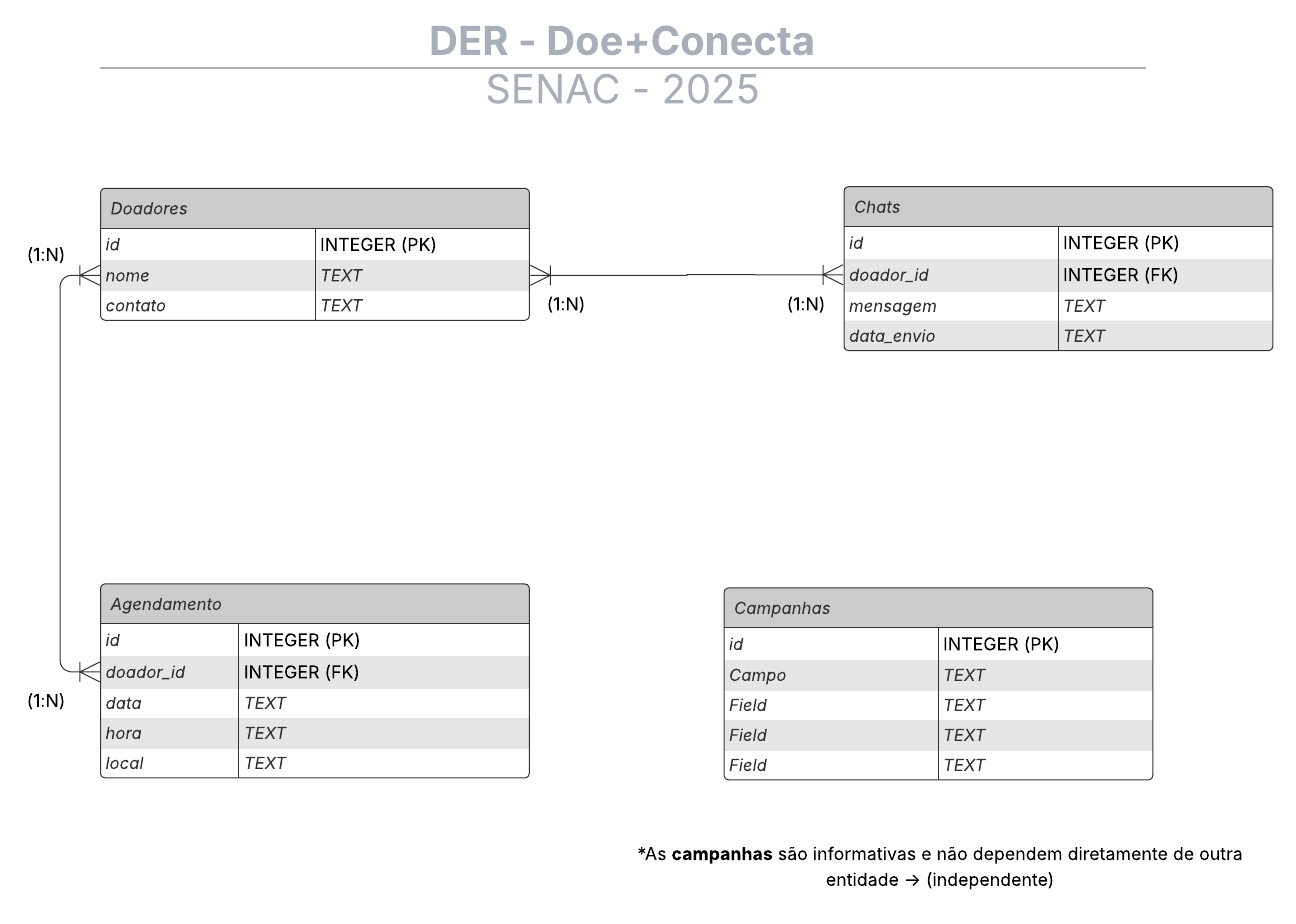 DER - Doe+Conecta
SENAC - 2025
Doadores
(1:N)
id INTEGER (PK)
nome TEXT
contato TEXT
(1:N)
(1:N)
Chats
id INTEGER (PK)
doador_id INTEGER (FK)
mensagem TEXT
data_envio TEXT
Agendamento
id INTEGER (PK)
doador_id INTEGER (FK)
(1:N)
data TEXT
hora TEXT
local TEXT
Campanhas
id INTEGER (PK)
Campo TEXT
Field TEXT
Field TEXT
Field TEXT
*As campanhas são informativas e não dependem diretamente de outra
entidade → (independente)